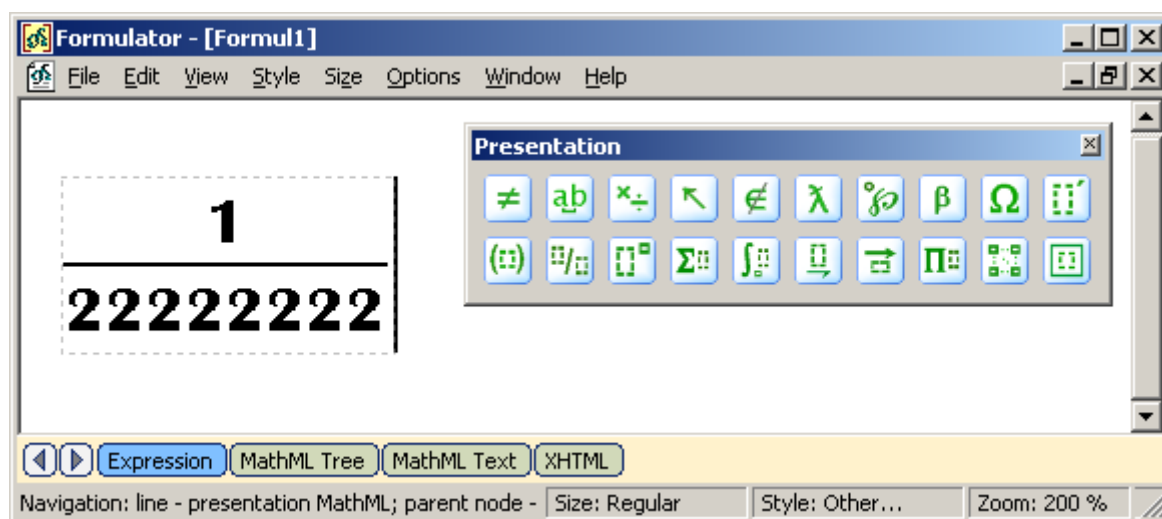 Formulator - [Formul1]
File Edit View Style Size Options Window Help
Presentation
1
22222222
≠ ab ×÷ ↖ ∉ λ °℘ β Ω
Σ ∫ Π
Expression MathML Tree MathML Text XHTML
Navigation: line - presentation MathML; parent node - Size: Regular Style: Other... Zoom: 200 %